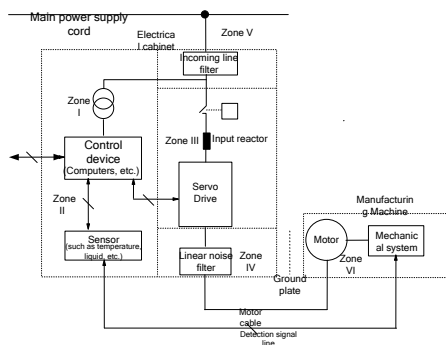 Main power supply
cord
Electrica
l cabinet
Zone V
Incoming line
filter
Zone
I
Zone III
Input reactor
Control
device
(Computers, etc.)
Zone
II
Servo
Drive
Manufacturin
g Machine
Sensor
(such as temperature,
liquid, etc.)
Linear noise
filter
Zone
IV
Motor
Mechanic
al system
Zone
VI
Ground
plate
Motor
cable
Detection signal
line